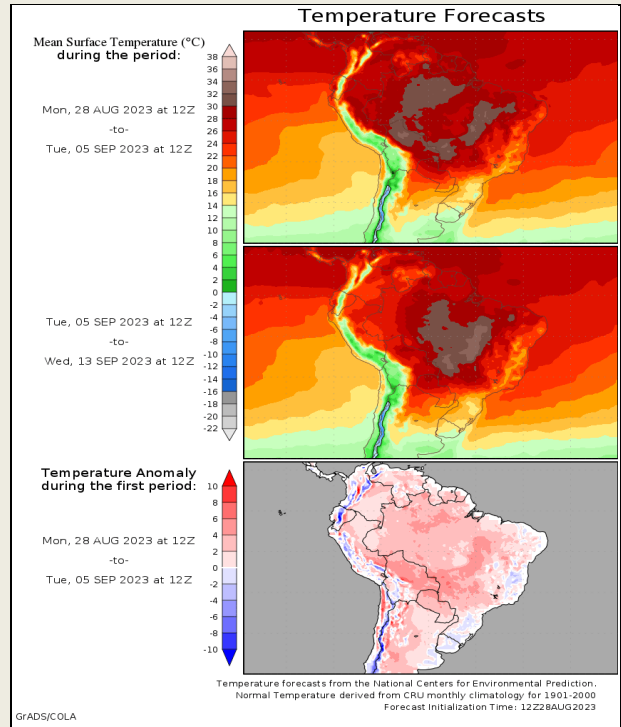 Temperature Forecasts
Mean Surface Temperature (°C)
during the period:
38
36
34
32
30
28
26
24
22
20
18
16
14
12
10
8
6
4
2
0
-2
-4
-6
-8
-10
-12
-14
-16
-18
-20
-22
Mon, 28 AUG 2023 at 12Z
-to-
Tue, 05 SEP 2023 at 12Z
Tue, 05 SEP 2023 at 12Z
-to-
Wed, 13 SEP 2023 at 12Z
Temperature Anomaly
during the first period:
10
8
6
4
2
0
-2
-4
-6
-8
-10
Mon, 28 AUG 2023 at 12Z
-to-
Tue, 05 SEP 2023 at 12Z
Temperature forecasts from the National Centers for Environmental Prediction.
Normal Temperature derived from CRU monthly climatology for 1901-2000
Forecast Initialization Time: 12Z28AUG2023
GrADS/COLA